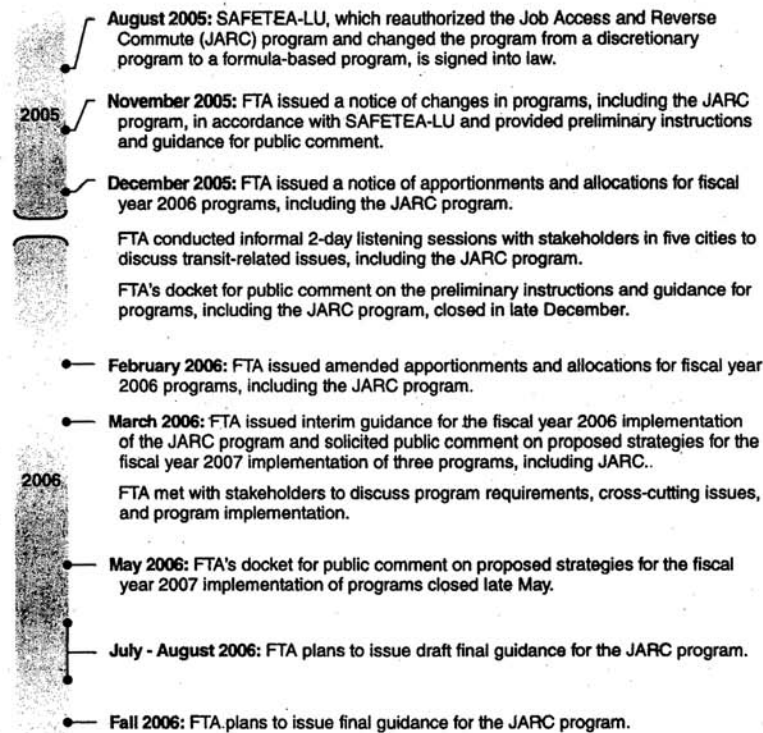 August 2005: SAFETEA-LU, which reauthorized the Job Access and Reverse
Commute (JARC) program and changed the program from a discretionary
program to a formula-based program, is signed into law.
2005
November 2005: FTA issued a notice of changes in programs, including the JARC
program, in accordance with SAFETEA-LU and provided preliminary instructions
and guidance for public comment.
December 2005: FTA issued a notice of apportionments and allocations for fiscal
year 2006 programs, including the JARC program.
FTA conducted informal 2-day listening sessions with stakeholders in five cities to
discuss transit-related issues, including the JARC program.
FTA's docket for public comment on the preliminary instructions and guidance for
programs, including the JARC program, closed in late December.
February 2006: FTA issued amended apportionments and allocations for fiscal year
2006 programs, including the JARC program.
March 2006: FTA issued interim guidance for the fiscal year 2006 implementation
of the JARC program and solicited public comment on proposed strategies for the
fiscal year 2007 implementation of three programs, including JARC..
2006
FTA met with stakeholders to discuss program requirements, cross-cutting issues,
and program implementation.
May 2006: FTA's docket for public comment on proposed strategies for the fiscal
year 2007 implementation of programs closed late May.
July - August 2006: FTA plans to issue draft final guidance for the JARC program.
Fall 2006: FTA plans to issue final guidance for the JARC program.